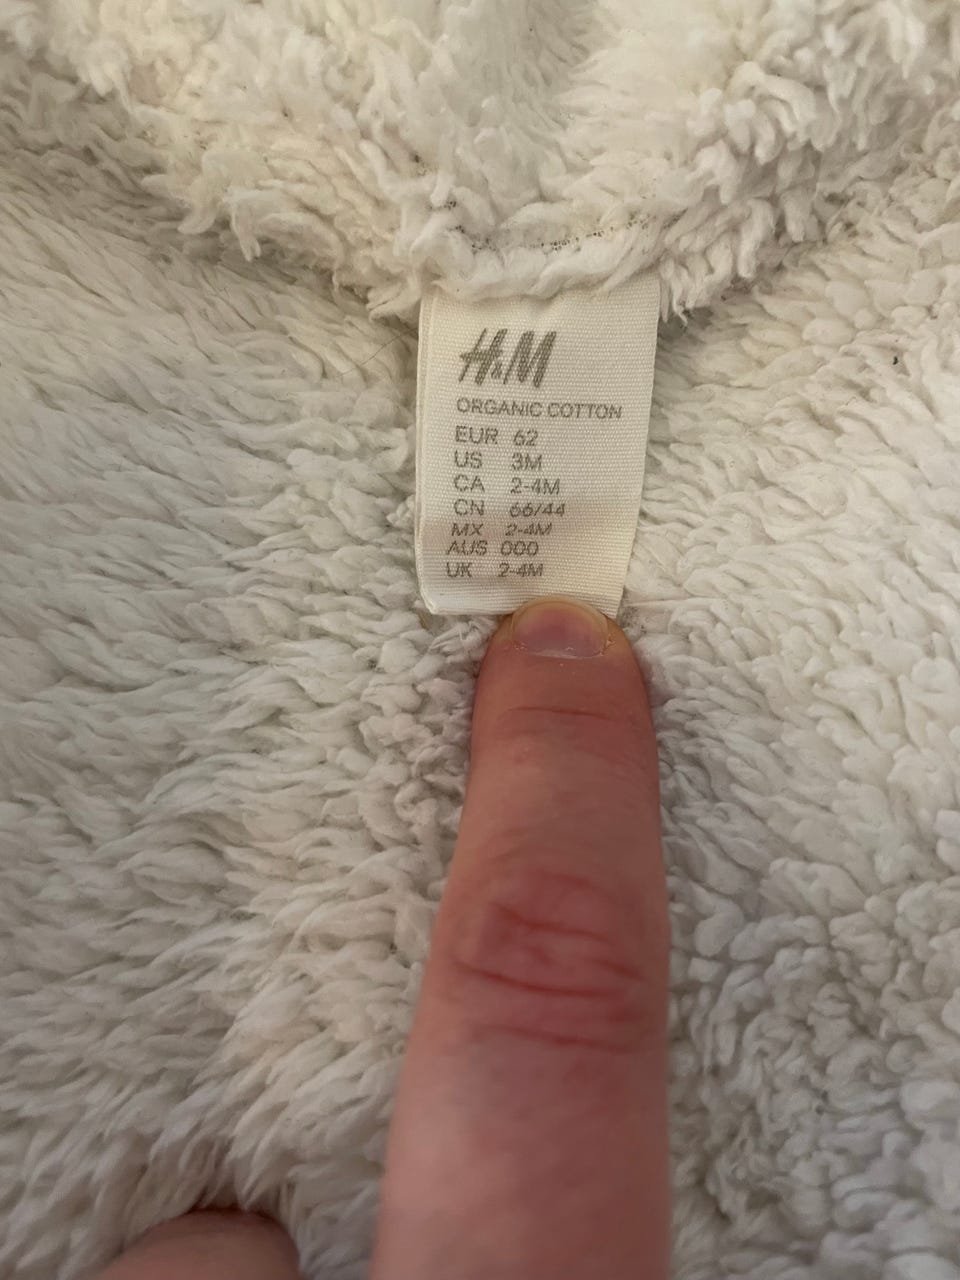 H&M
ORGANIC COTTON
EUR 62
US 3M
CA 2-4M
CN 66/44
MX 2-4M
AUS 000
UK 2-4M